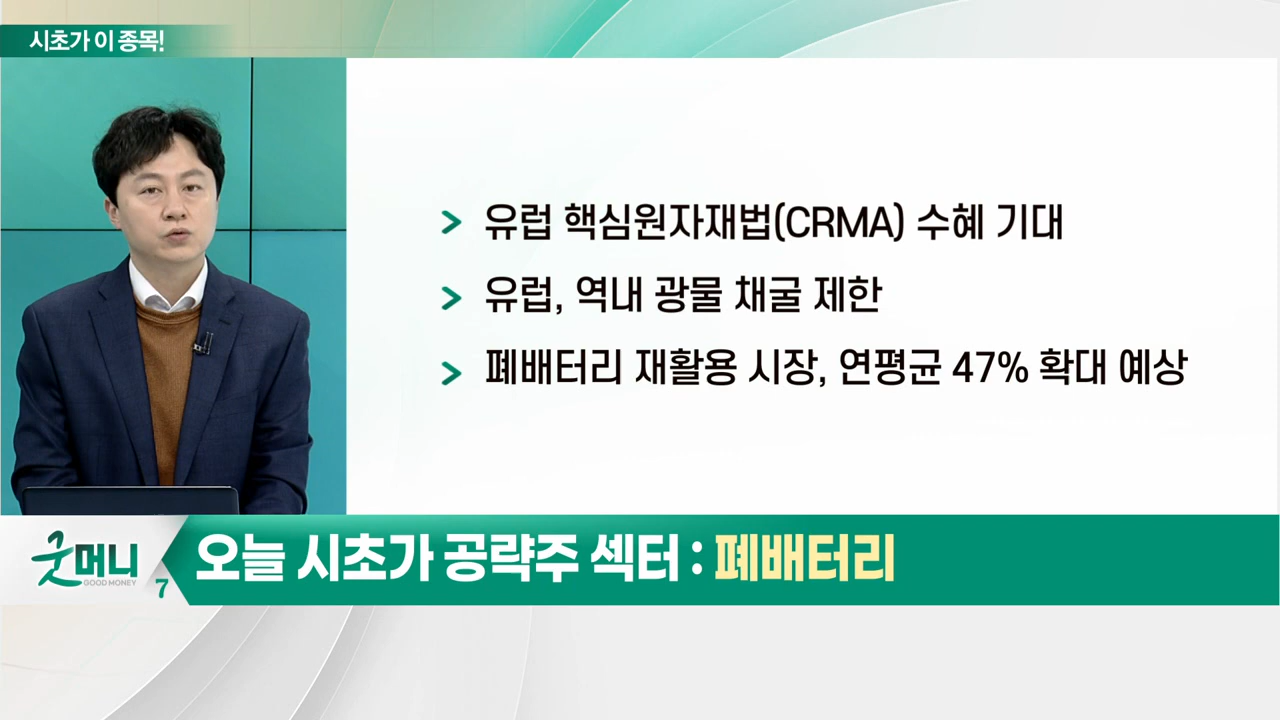 시초가 이 종목!
> 유럽 핵심원자재법(CRMA) 수혜 기대
> 유럽, 역내 광물 채굴 제한
> 폐배터리 재활용 시장, 연평균 47% 확대 예상
굿머니
GOOD MONEY
7
오늘 시초가 공략주 섹터 : 폐배터리